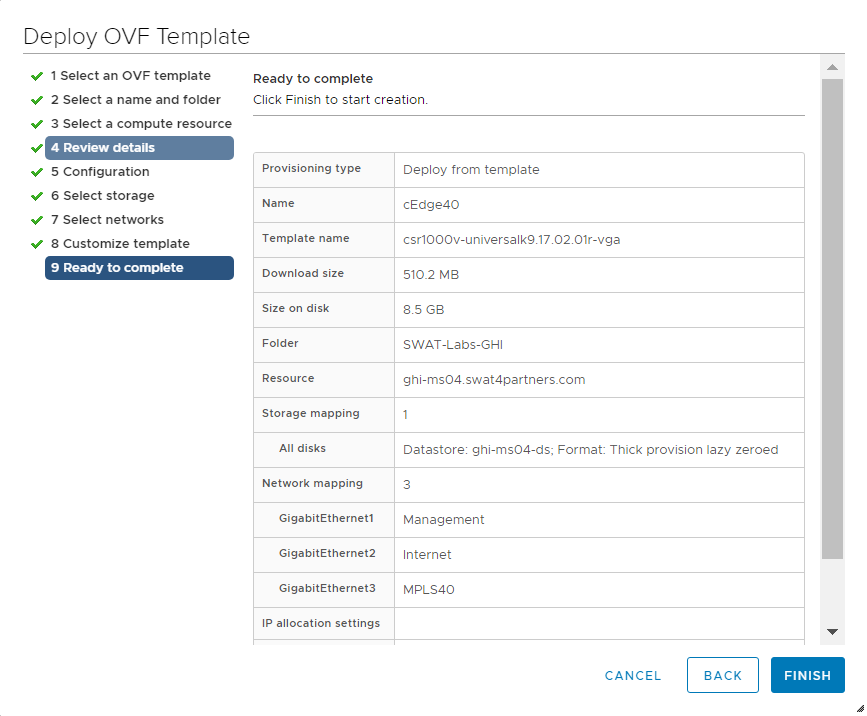 Deploy OVF Template
1 Select an OVF template
2 Select a name and folder
3 Select a compute resource
4 Review details
5 Configuration
6 Select storage
7 Select networks
8 Customize template
9 Ready to complete
Ready to complete
Click Finish to start creation.
Provisioning type Deploy from template
Name cEdge40
Template name csr1000v-universalk9.17.02.01r-vga
Download size 510.2 MB
Size on disk 8.5 GB
Folder SWAT-Labs-GHI
Resource ghi-ms04.swat4partners.com
Storage mapping 1
All disks Datastore: ghi-ms04-ds; Format: Thick provision lazy zeroed
Network mapping 3
GigabitEthernet1 Management
GigabitEthernet2 Internet
GigabitEthernet3 MPLS40
IP allocation settings
CANCEL BACK FINISH